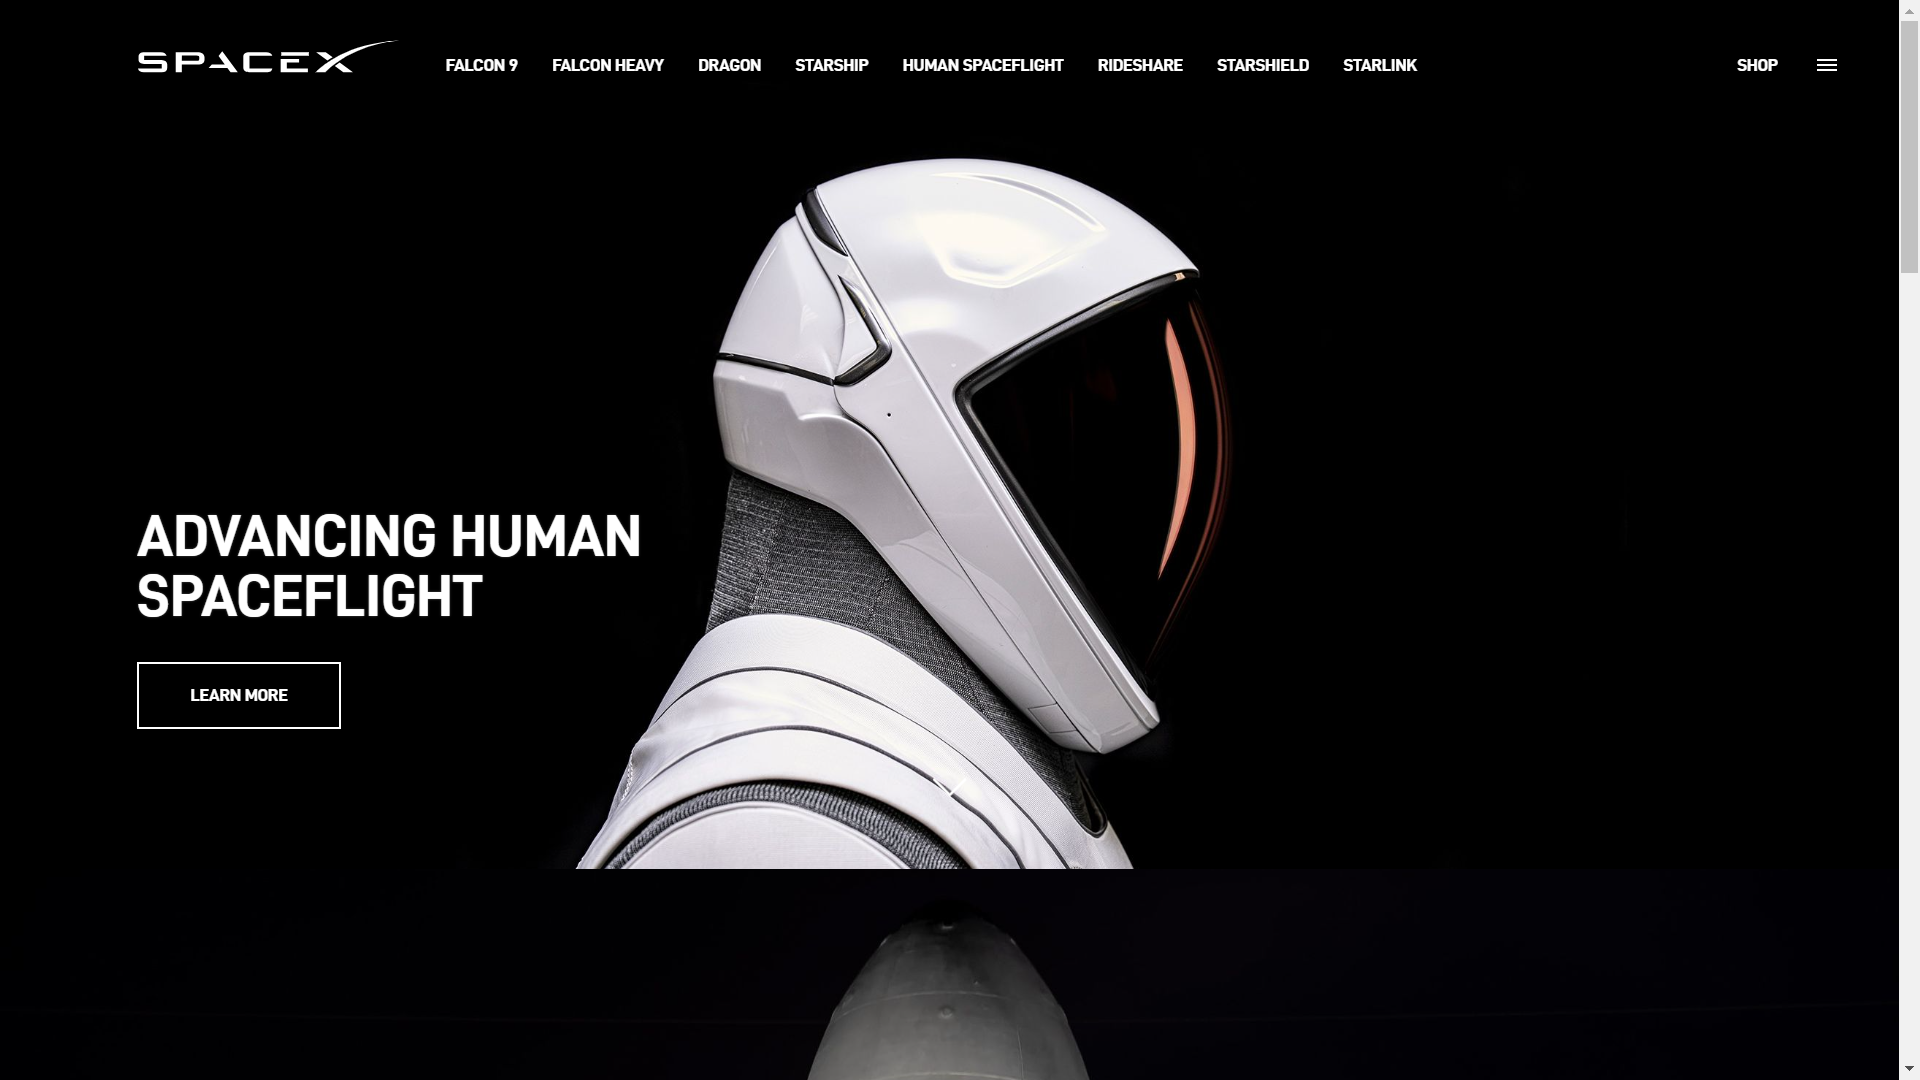 SPACEX
FALCON 9 FALCON HEAVY DRAGON STARSHIP HUMAN SPACEFLIGHT RIDESHARE STARSHIELD STARLINK SHOP
ADVANCING HUMAN
SPACEFLIGHT
LEARN MORE